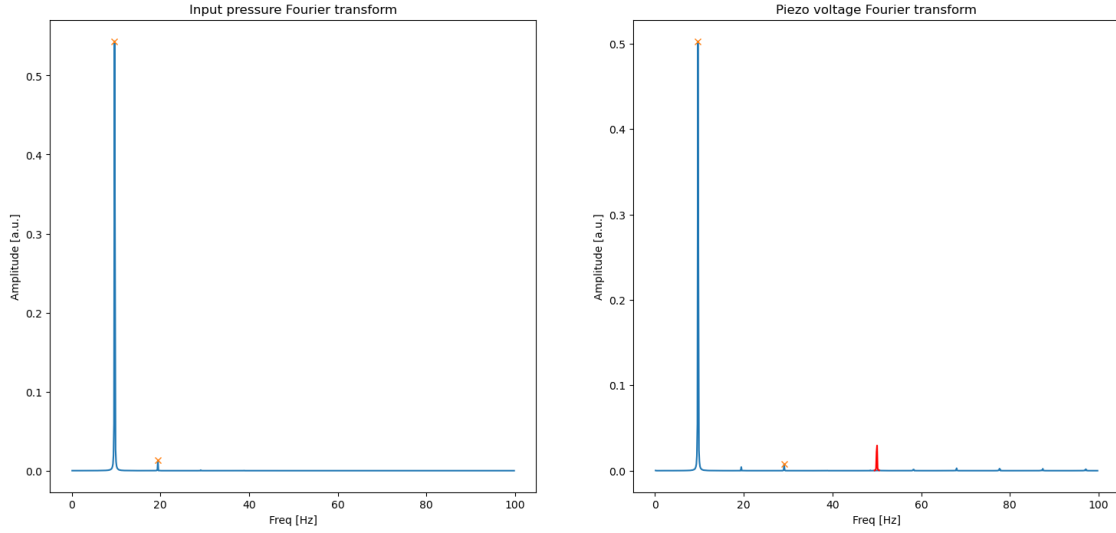 Input pressure Fourier transform
Amplitude [a.u.]
0.5
0.4
0.3
0.2
0.1
0.0
0 20 40 60 80 100
Freq [Hz]
Piezo voltage Fourier transform
Amplitude [a.u.]
0.5
0.4
0.3
0.2
0.1
0.0
0 20 40 60 80 100
Freq [Hz]